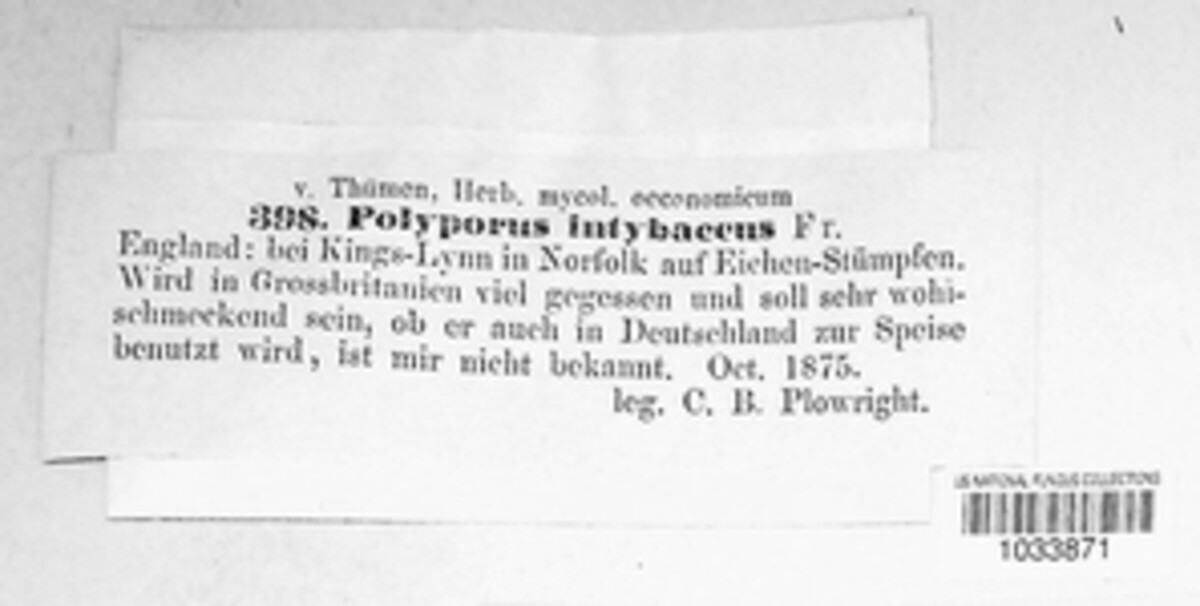 v. Thümen, Herb. mycol. oeconomicum
398. Polyporus intybaceus Fr.
England: bei Kings-Lynn in Norfolk auf Eichen-Stümpfen.
Wird in Grossbritanien viel gegessen und soll sehr wohl-
schmeckend sein, ob er auch in Deutschland zur Speise
benutzt wird, ist mir nicht bekannt. Oct. 1875.
leg. C. B. Plowright.
US NATIONAL FUNGUS COLLECTIONS
1033871